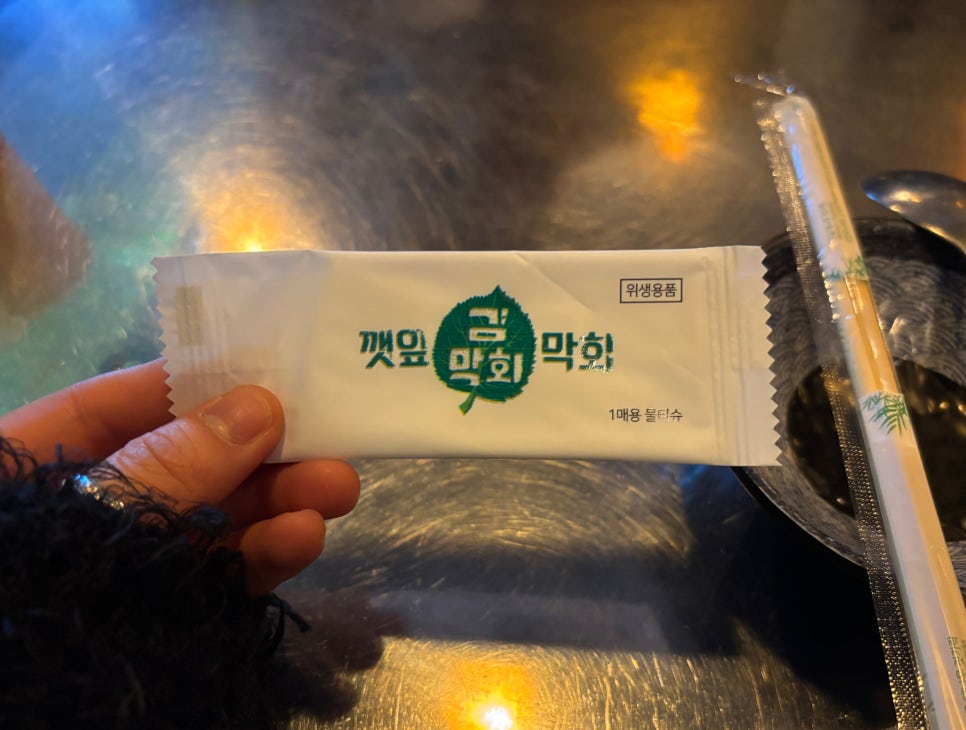 위생용품
깻잎
막회
막회
1매용 물티슈